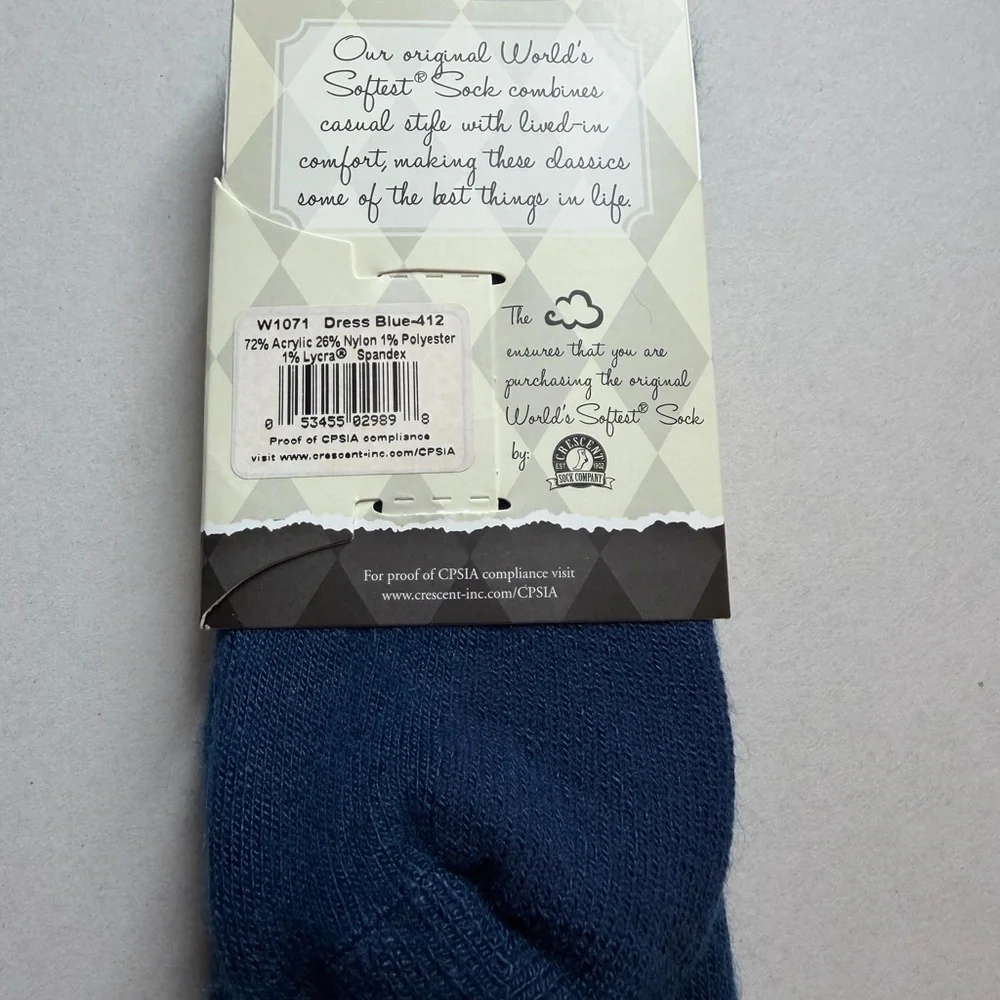 Our original World's
Softest® Sock combines
casual style with lived-in
comfort, making these classics
some of the best things in life.
W1071 Dress Blue-412
72% Acrylic 26% Nylon 1% Polyester
1% Lycra® Spandex
0 53455 02989 8
Proof of CPSIA compliance
visit www.crescent-inc.com/CPSIA
The
ensures that you are
purchasing the original
World's Softest® Sock
by:
CRESCENT
EST 1902
SOCK COMPANY
For proof of CPSIA compliance visit
www.crescent-inc.com/CPSIA